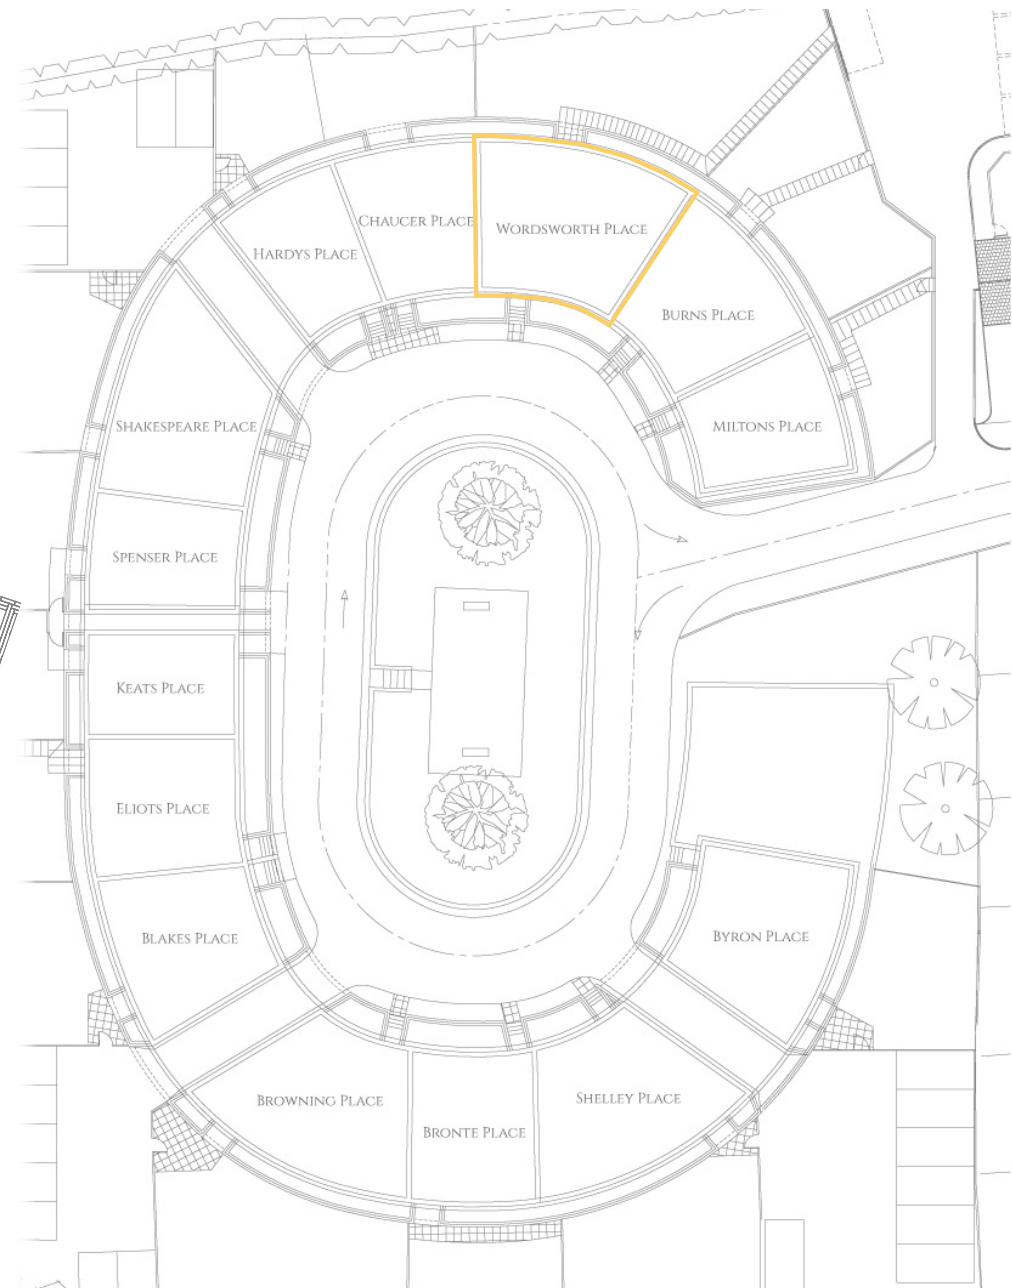 CHAUCER PLACE
WORDSWORTH PLACE
HARDYS PLACE
BURNS PLACE
SHAKESPEARE PLACE
MILTONS PLACE
SPENSER PLACE
KEATS PLACE
ELIOTS PLACE
BLAKES PLACE
BYRON PLACE
BROWNING PLACE
SHELLEY PLACE
BRONTE PLACE